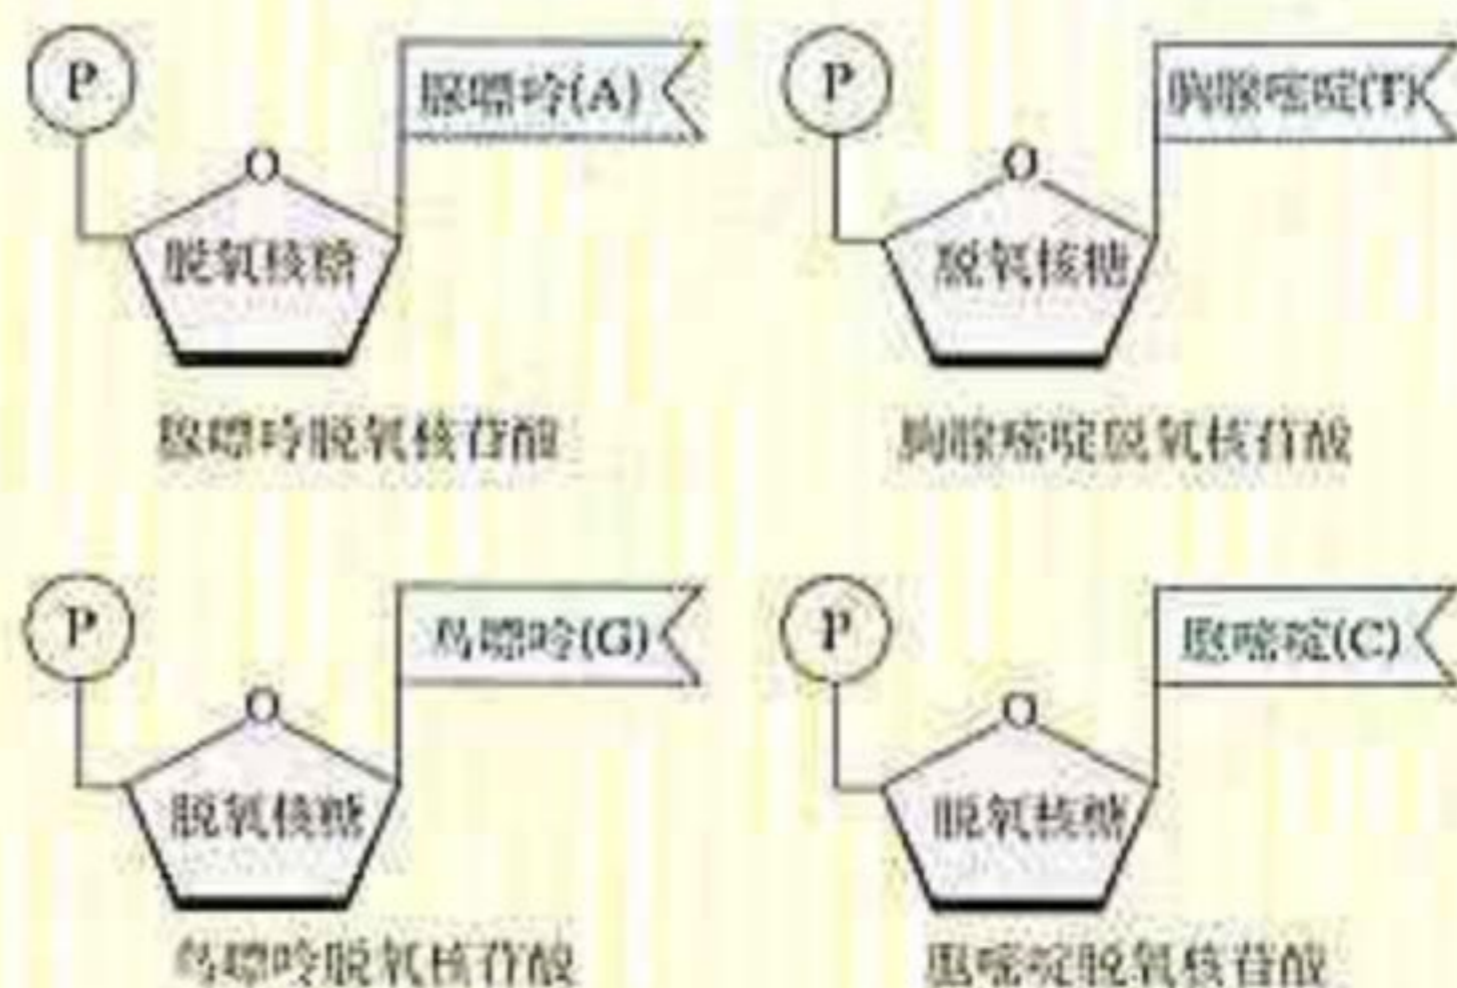 P 腺嘌呤(A)
O
脱氧核糖
腺嘌呤脱氧核苷酸
P 胸腺嘧啶(T)
O
脱氧核糖
胸腺嘧啶脱氧核苷酸
P 鸟嘌呤(G)
O
脱氧核糖
鸟嘌呤脱氧核苷酸
P 胞嘧啶(C)
O
脱氧核糖
胞嘧啶脱氧核苷酸